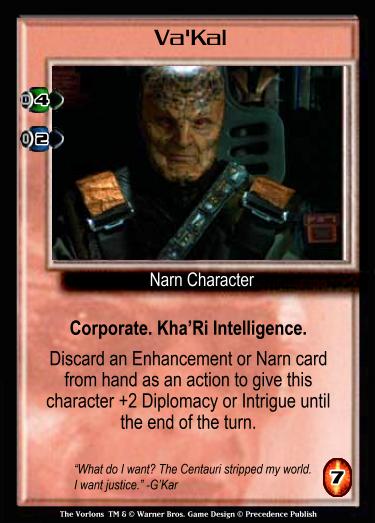 Va'Kal
04
02
Narn Character
Corporate. Kha'Ri Intelligence.
Discard an Enhancement or Narn card
from hand as an action to give this
character +2 Diplomacy or Intrigue until
the end of the turn.
"What do I want? The Centauri stripped my world.
I want justice." -G'Kar
7
The Vorlons TM & © Warner Bros. Game Design © Precedence Publish